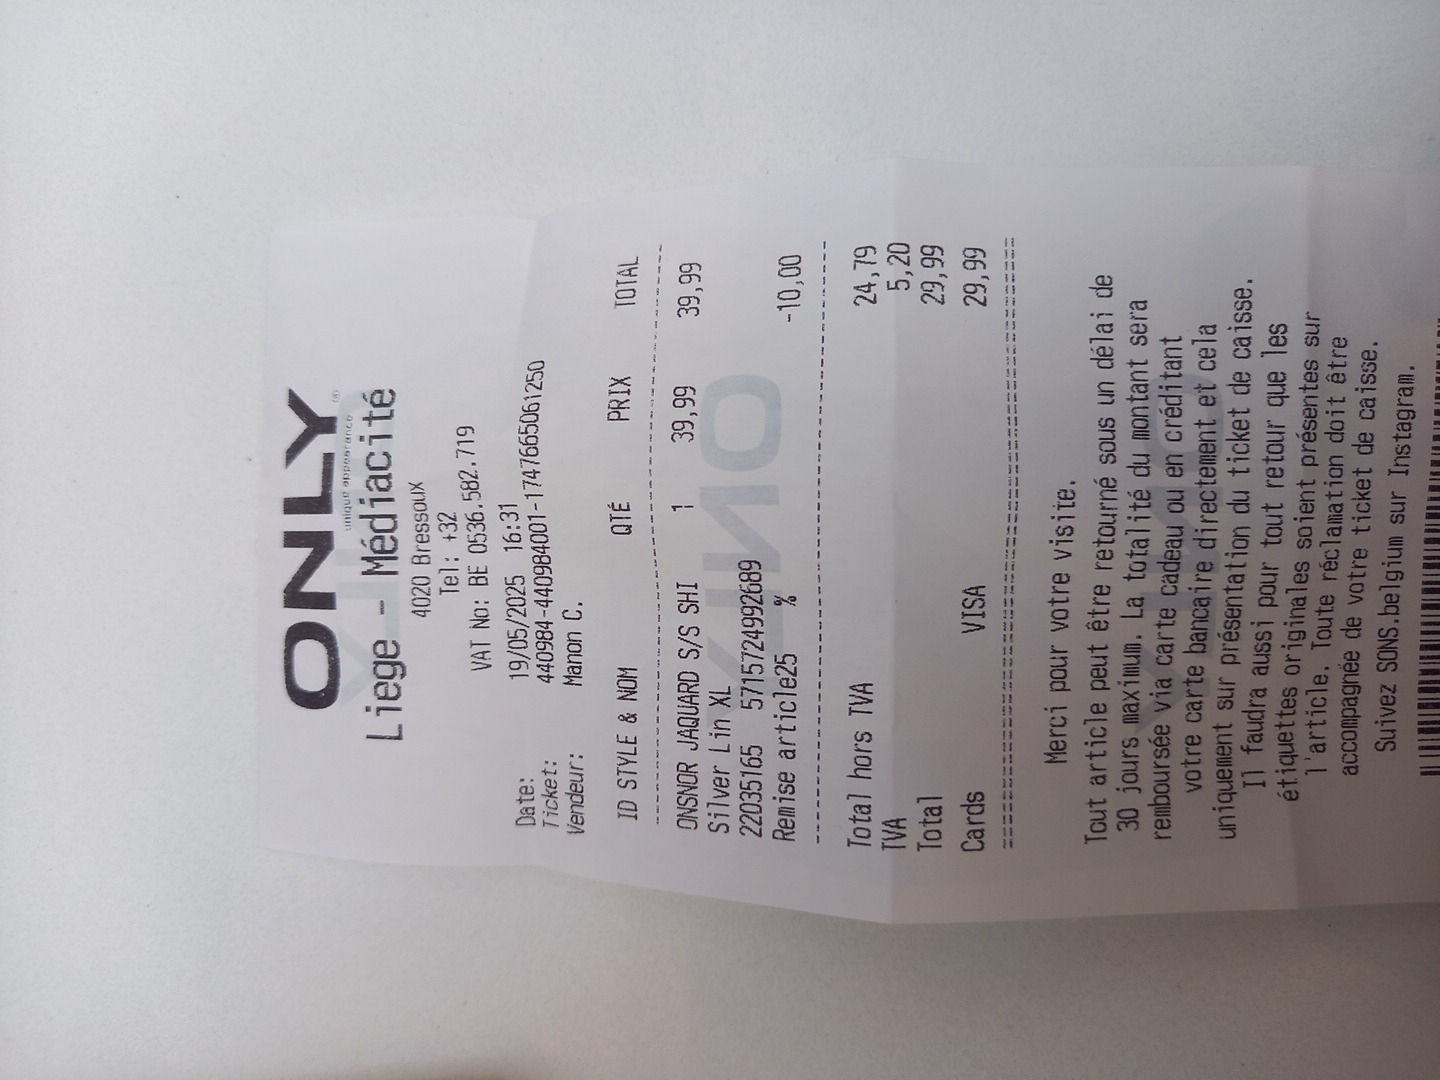 ONLY
unique appearance
Liege - Médiacité
4020 Bressoux
Tel: +32
VAT No: BE 0536.582.719
Date: 19/05/2025 16:31
Ticket: 440984-440984001-1747665061250
Vendeur: Manon C.
ID STYLE & NOM QTÉ PRIX TOTAL
ONSNOR JAQUARD S/S SHI 1 39,99 39,99
Silver Lin XL
22035165 5715724992689
Remise article25 % -10,00
Total hors TVA 24,79
TVA 5,20
Total 29,99
Cards VISA 29,99
Merci pour votre visite.
Tout article peut être retourné sous un délai de
30 jours maximum. La totalité du montant sera
remboursée via carte cadeau ou en créditant
votre carte bancaire directement et cela
uniquement sur présentation du ticket de caisse.
Il faudra aussi pour tout retour que les
étiquettes originales soient présentes sur
l'article. Toute réclamation doit être
accompagnée de votre ticket de caisse.
Suivez SONS.belgium sur Instagram.